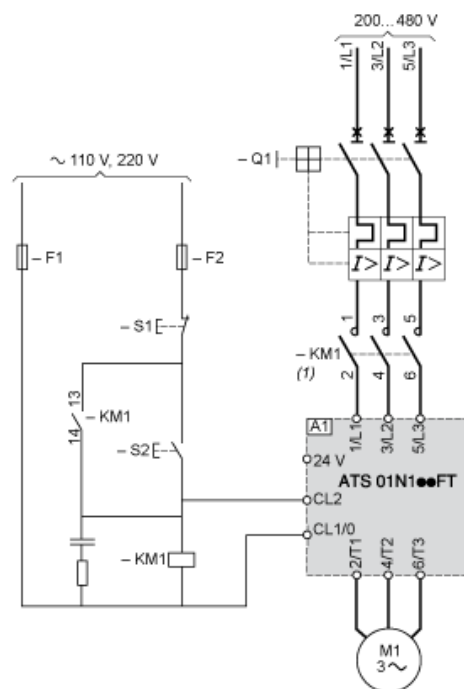 200... 480 V
1/L1 3/L2 5/L3
– Q1
~ 110 V, 220 V
– F1 – F2
I> I> I>
– S1
1 3 5
– KM1
(1)
2 4 6
13
– KM1
14
A1 1/L1 3/L2 5/L3
24 V
– S2
ATS 01N1●●FT
CL2
CL1/0
– KM1
2/T1 4/T2 6/T3
M1
3 ~